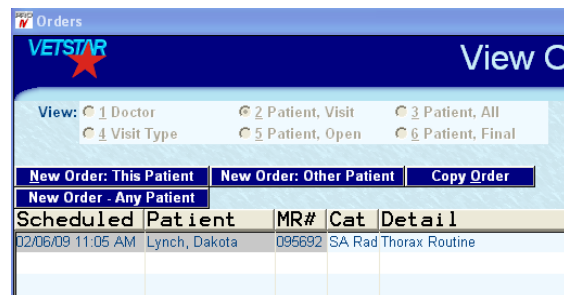 Orders
VETSTAR
View
View: 1 Doctor 2 Patient, Visit 3 Patient, All
4 Visit Type 5 Patient, Open 6 Patient, Final
New Order: This Patient New Order: Other Patient Copy Order
New Order - Any Patient
Scheduled Patient MR# Cat Detail
02/06/09 11:05 AM Lynch, Dakota 095692 SA Rad Thorax Routine